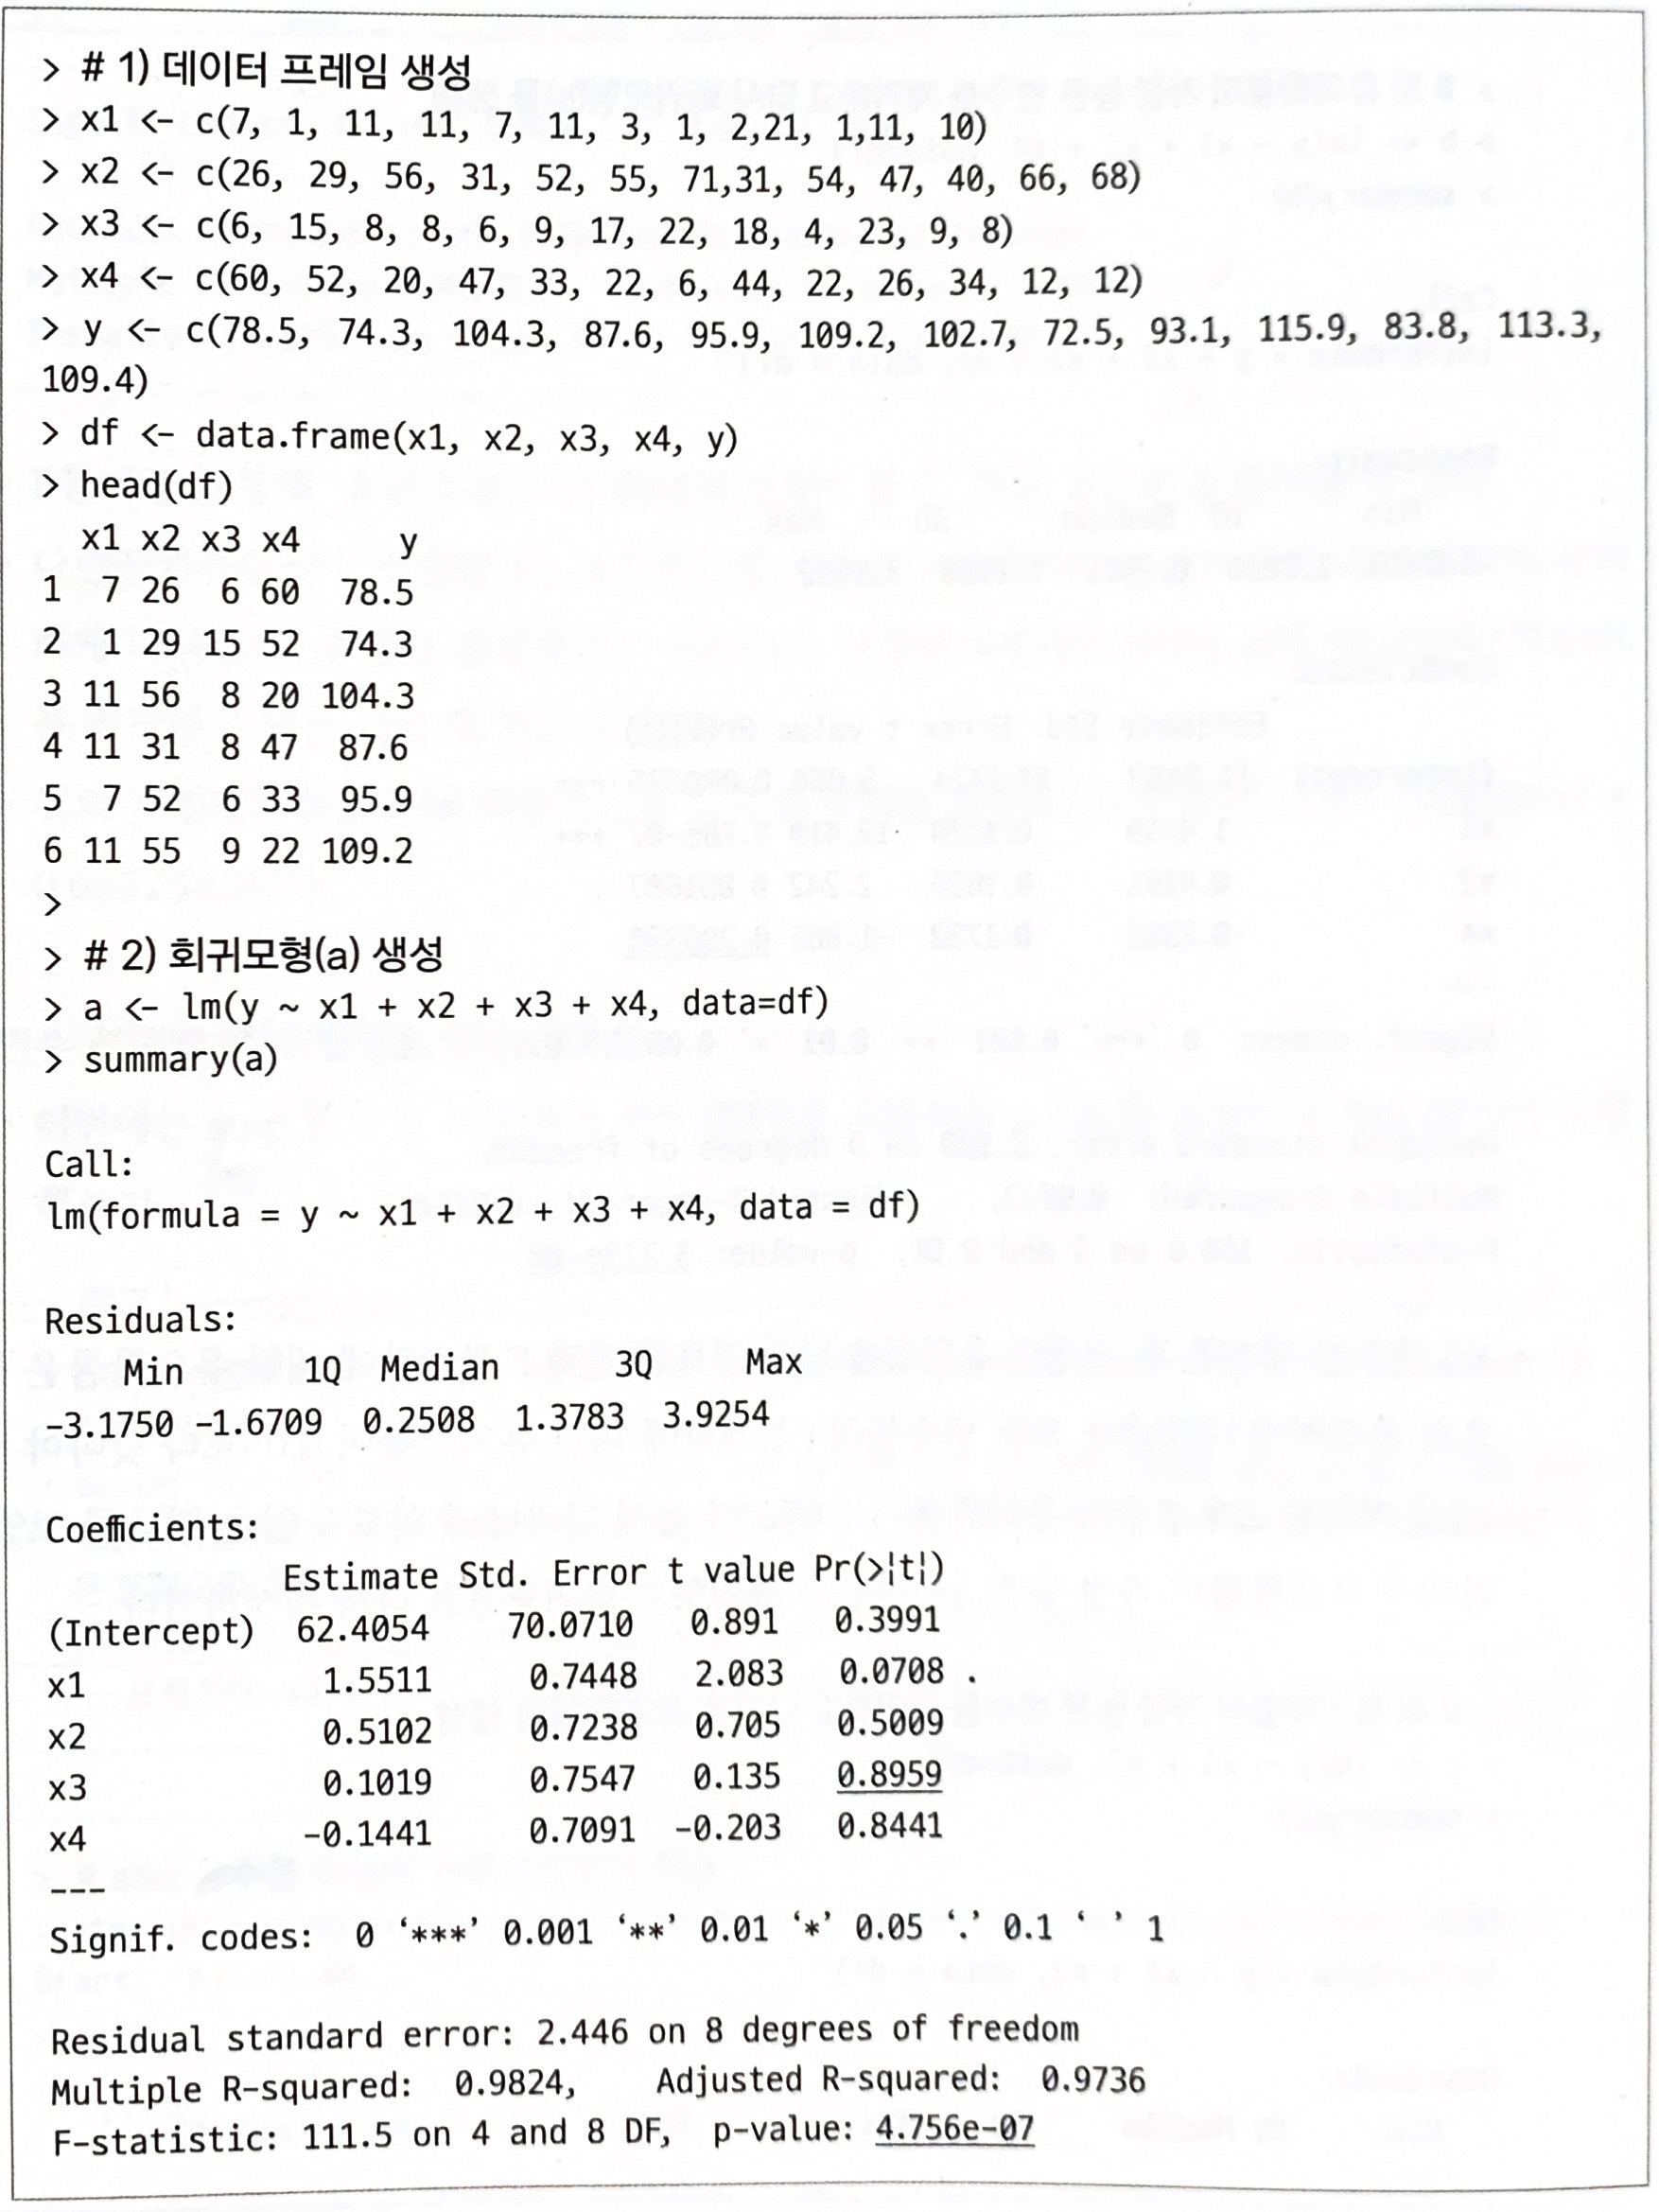 > # 1) 데이터 프레임 생성
> x1 <- c(7, 1, 11, 11, 7, 11, 3, 1, 2,21, 1,11, 10)
> x2 <- c(26, 29, 56, 31, 52, 55, 71,31, 54, 47, 40, 66, 68)
> x3 <- c(6, 15, 8, 8, 6, 9, 17, 22, 18, 4, 23, 9, 8)
> x4 <- c(60, 52, 20, 47, 33, 22, 6, 44, 22, 26, 34, 12, 12)
> y <- c(78.5, 74.3, 104.3, 87.6, 95.9, 109.2, 102.7, 72.5, 93.1, 115.9, 83.8, 113.3,
109.4)
> df <- data.frame(x1, x2, x3, x4, y)
> head(df)
x1 x2 x3 x4 y
1 7 26 6 60 78.5
2 1 29 15 52 74.3
3 11 56 8 20 104.3
4 11 31 8 47 87.6
5 7 52 6 33 95.9
6 11 55 9 22 109.2
>
> # 2) 회귀모형(a) 생성
> a <- lm(y ~ x1 + x2 + x3 + x4, data=df)
> summary(a)
Call:
lm(formula = y ~ x1 + x2 + x3 + x4, data = df)
Residuals:
Min 1Q Median 3Q Max
-3.1750 -1.6709 0.2508 1.3783 3.9254
Coefficients:
Estimate Std. Error t value Pr(>¦t¦)
(Intercept) 62.4054 70.0710 0.891 0.3991
x1 1.5511 0.7448 2.083 0.0708 .
x2 0.5102 0.7238 0.705 0.5009
x3 0.1019 0.7547 0.135 0.8959
x4 -0.1441 0.7091 -0.203 0.8441
---
Signif. codes: 0 ‘***’ 0.001 ‘**’ 0.01 ‘*’ 0.05 ‘.’ 0.1 ‘ ’ 1
Residual standard error: 2.446 on 8 degrees of freedom
Multiple R-squared: 0.9824, Adjusted R-squared: 0.9736
F-statistic: 111.5 on 4 and 8 DF, p-value: 4.756e-07